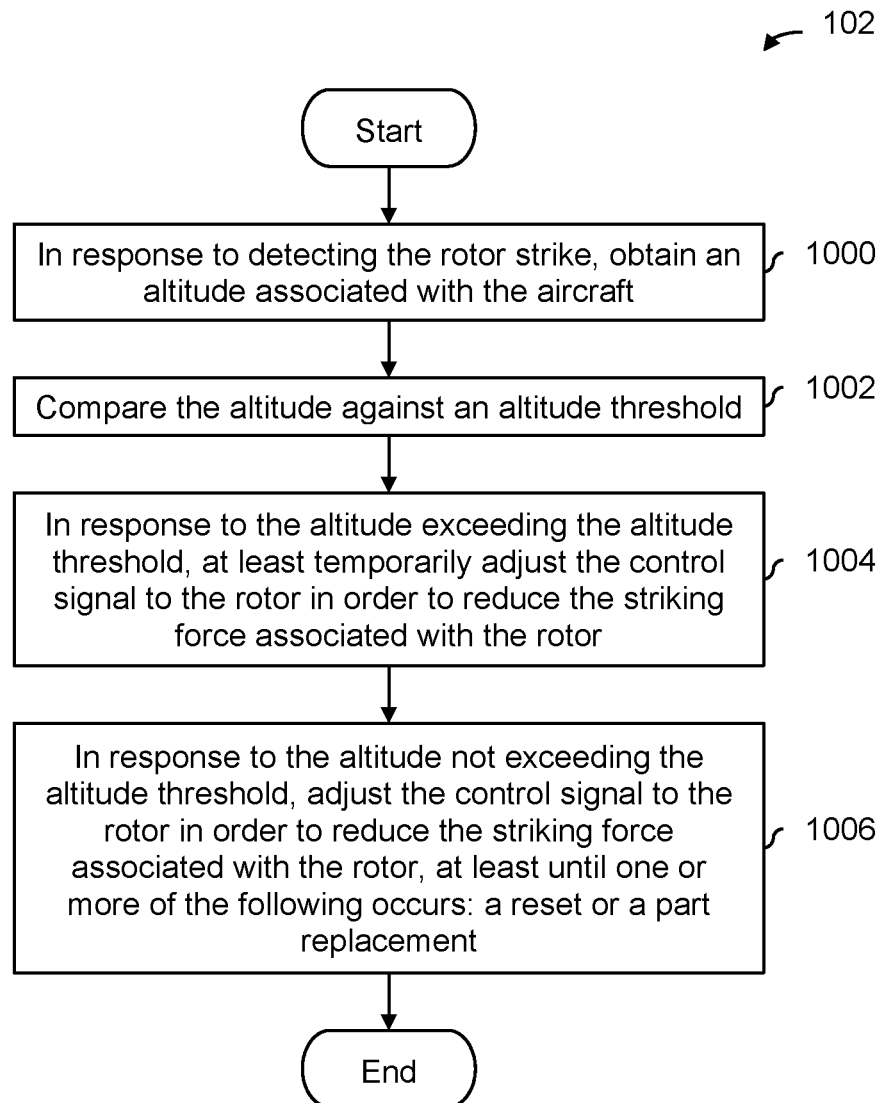 102
Start
In response to detecting the rotor strike, obtain an
altitude associated with the aircraft
1000
Compare the altitude against an altitude threshold
1002
In response to the altitude exceeding the altitude
threshold, at least temporarily adjust the control
signal to the rotor in order to reduce the striking
force associated with the rotor
1004
In response to the altitude not exceeding the
altitude threshold, adjust the control signal to the
rotor in order to reduce the striking force
associated with the rotor, at least until one or
more of the following occurs: a reset or a part
replacement
1006
End